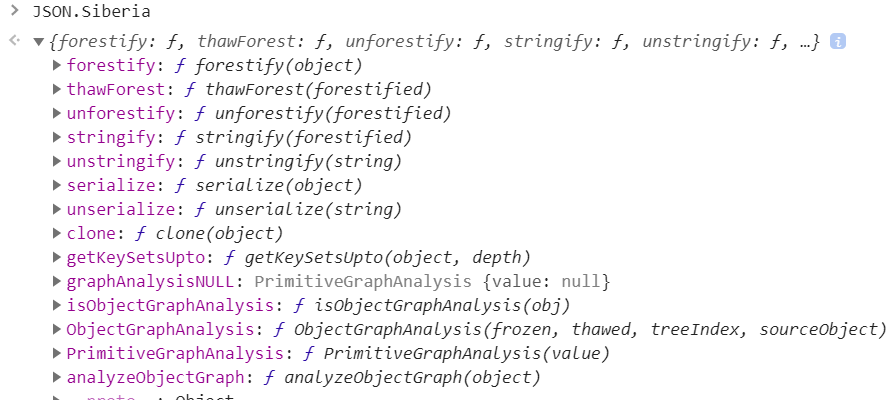 > JSON.Siberia
{forestify: ƒ, thawForest: ƒ, unforestify: ƒ, stringify: ƒ, unstringify: ƒ, …} i
forestify: ƒ forestify(object)
thawForest: ƒ thawForest(forestified)
unforestify: ƒ unforestify(forestified)
stringify: ƒ stringify(forestified)
unstringify: ƒ unstringify(string)
serialize: ƒ serialize(object)
unserialize: ƒ unserialize(string)
clone: ƒ clone(object)
getKeySetsUpto: ƒ getKeySetsUpto(object, depth)
graphAnalysisNULL: PrimitiveGraphAnalysis {value: null}
isObjectGraphAnalysis: ƒ isObjectGraphAnalysis(obj)
ObjectGraphAnalysis: ƒ ObjectGraphAnalysis(frozen, thawed, treeIndex, sourceObject)
PrimitiveGraphAnalysis: ƒ PrimitiveGraphAnalysis(value)
analyzeObjectGraph: ƒ analyzeObjectGraph(object)
__proto__: Object